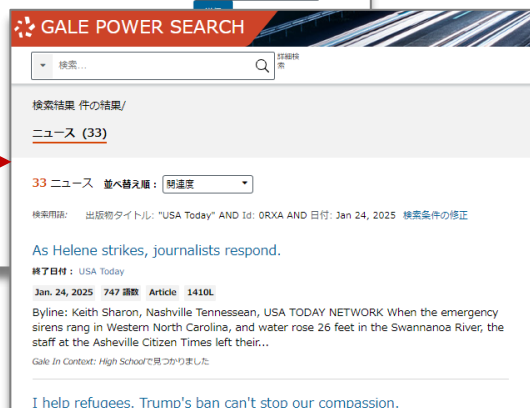 GALE POWER SEARCH
検索...
詳細検
索
検索結果 件の結果/
ニュース (33)
33 ニュース 並べ替え順： 関連度
検索用語: 出版物タイトル: "USA Today" AND Id: 0RXA AND 日付: Jan 24, 2025 検索条件の修正
As Helene strikes, journalists respond.
終了日付： USA Today
Jan. 24, 2025 747 語数 Article 1410L
Byline: Keith Sharon, Nashville Tennessean, USA TODAY NETWORK When the emergency
sirens rang in Western North Carolina, and water rose 26 feet in the Swannanoa River, the
staff at the Asheville Citizen Times left their...
Gale In Context: High Schoolで見つかりました
I help refugees. Trump's ban can't stop our compassion.